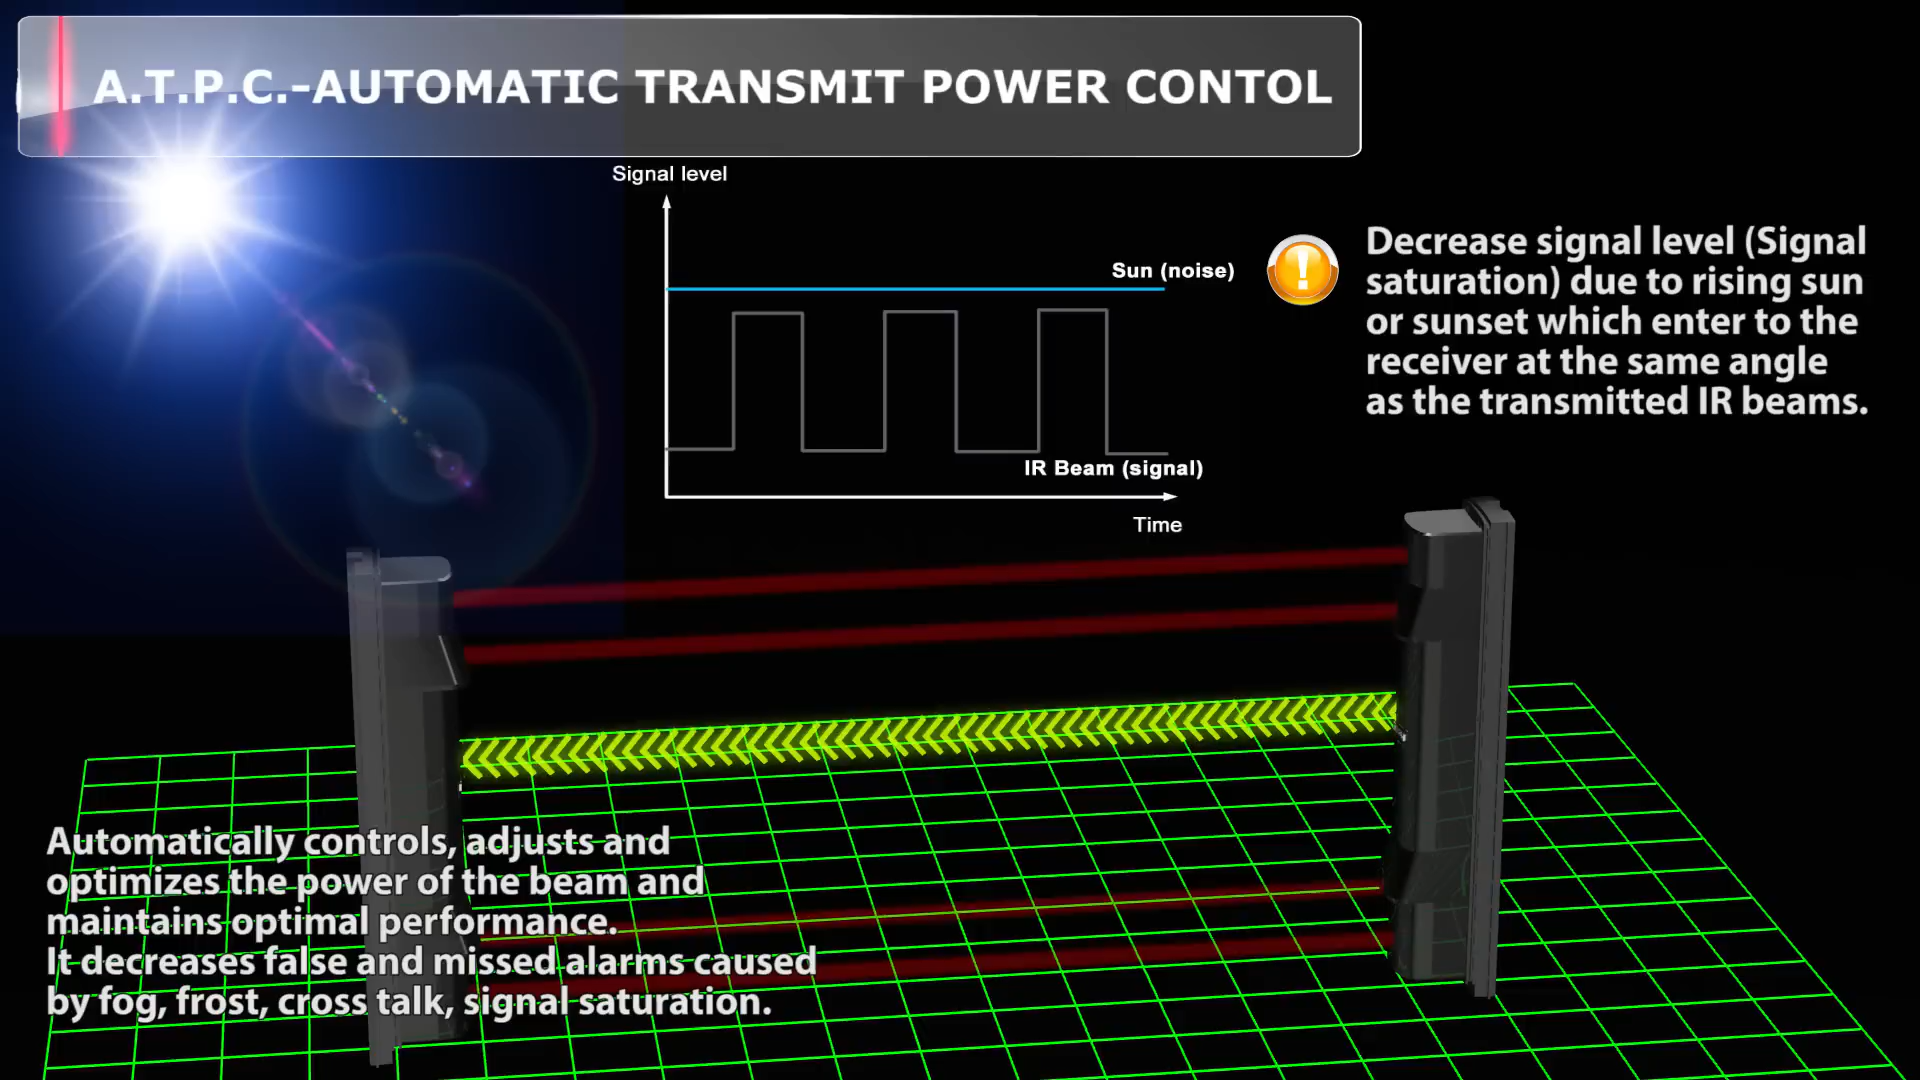 A.T.P.C.-AUTOMATIC TRANSMIT POWER CONTOL
Signal level
Sun (noise)
IR Beam (signal)
Time
Decrease signal level (Signal
saturation) due to rising sun
or sunset which enter to the
receiver at the same angle
as the transmitted IR beams.
Automatically controls, adjusts and
optimizes the power of the beam and
maintains optimal performance.
It decreases false and missed alarms caused
by fog, frost, cross talk, signal saturation.